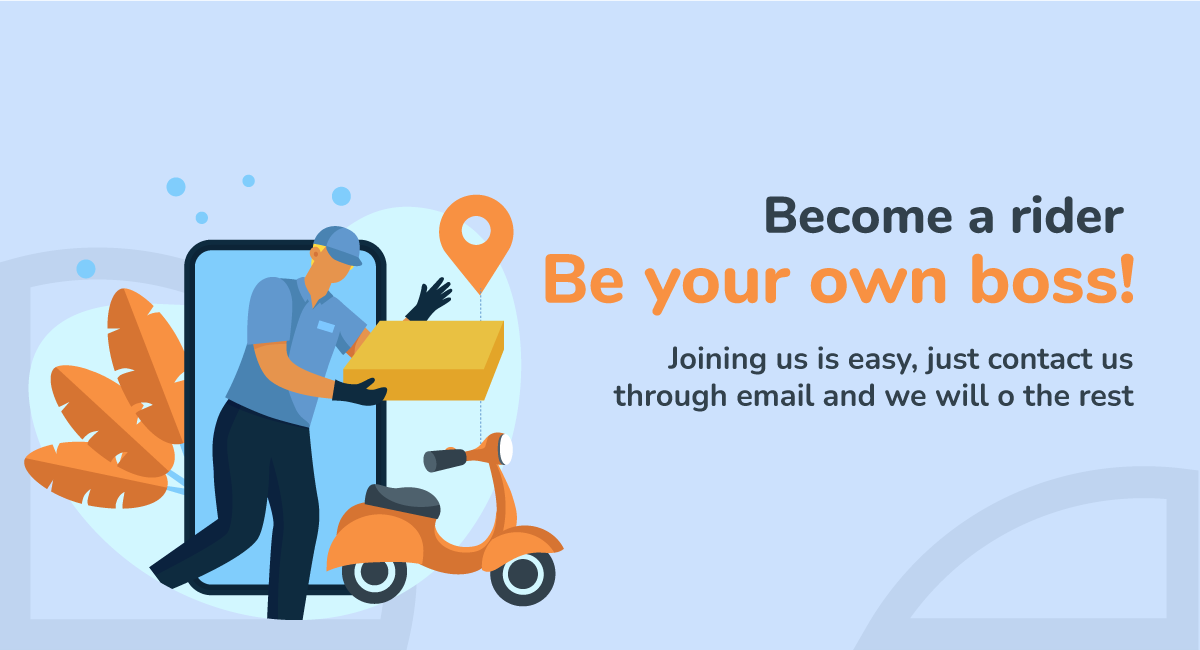 Become a rider
Be your own boss!
Joining us is easy, just contact us
through email and we will o the rest